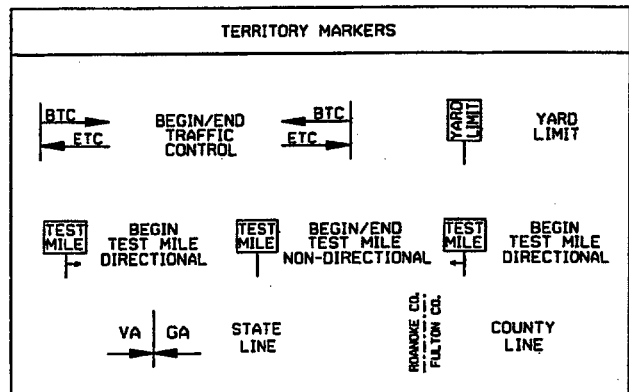 TERRITORY MARKERS
BTC
ETC
BEGIN/END
TRAFFIC
CONTROL
BTC
ETC
YARD
LIMIT
YARD
LIMIT
TEST
MILE
BEGIN
TEST MILE
DIRECTIONAL
TEST
MILE
BEGIN/END
TEST MILE
NON-DIRECTIONAL
TEST
MILE
BEGIN
TEST MILE
DIRECTIONAL
VA GA
STATE
LINE
ROANOKE CO.
FULTON CO.
COUNTY
LINE